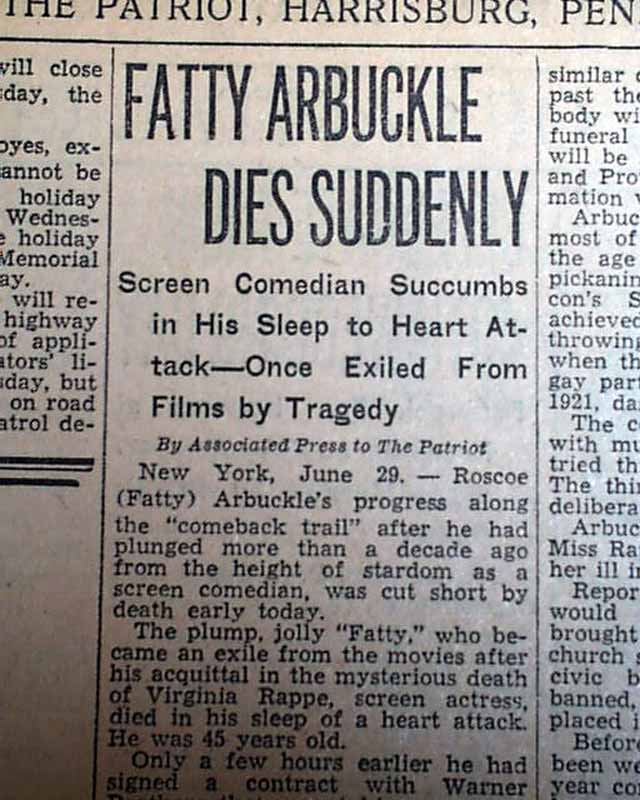 THE PATRIOT, HARRISBURG,
will close
day, the
oyes, ex-
annot be
holiday
Wednes-
holiday
Memorial
ay.
will re-
highway
of appli-
ators' li-
day, but
on road
atrol de-
FATTY ARBUCKLE
DIES SUDDENLY
Screen Comedian Succumbs
in His Sleep to Heart At-
tack—Once Exiled From
Films by Tragedy
By Associated Press to The Patriot
New York, June 29. — Roscoe
(Fatty) Arbuckle's progress along
the "comeback trail" after he had
plunged more than a decade ago
from the height of stardom as a
screen comedian, was cut short by
death early today.
The plump, jolly "Fatty," who be-
came an exile from the movies after
his acquittal in the mysterious death
of Virginia Rappe, screen actress,
died in his sleep of a heart attack.
He was 45 years old.
Only a few hours earlier he had
signed a contract with Warner
similar
past the
body wi
funeral
will be
and Pro
mation
Arbuc
most of
the age
pickanin
con's S
achieved
throwing
when th
gay par
1921, da
The c
with mu
tried th
The thi
delibera
Arbuc
Miss Ra
her ill in
Repor
would
brought
church
civic b
banned,
placed i
Before
been we
year co